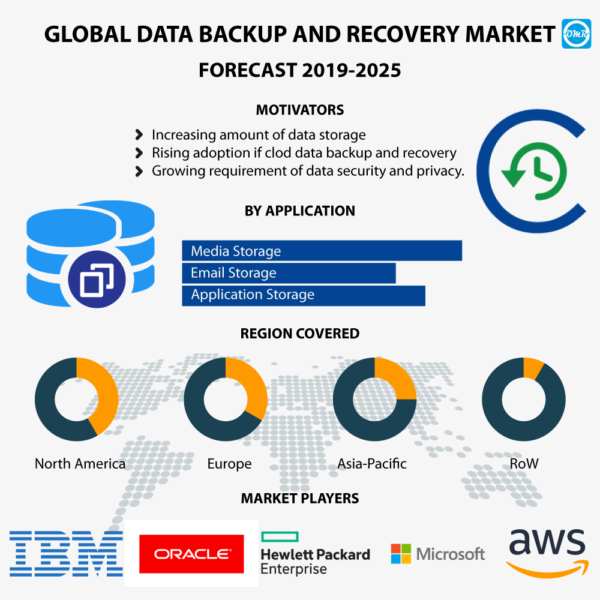 GLOBAL DATA BACKUP AND RECOVERY MARKET
OMR
FORECAST 2019-2025
MOTIVATORS
Increasing amount of data storage
Rising adoption if clod data backup and recovery
Growing requirement of data security and privacy.
BY APPLICATION
Media Storage
Email Storage
Application Storage
REGION COVERED
North America
Europe
Asia-Pacific
RoW
MARKET PLAYERS
IBM
ORACLE
Hewlett Packard
Enterprise
Microsoft
aws